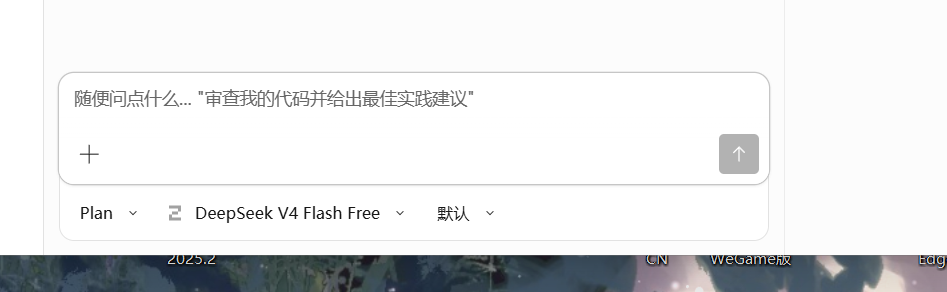 随便问点什么... "审查我的代码并给出最佳实践建议"
Plan
DeepSeek V4 Flash Free
默认
2025.2
CN
WeGame版
Edg